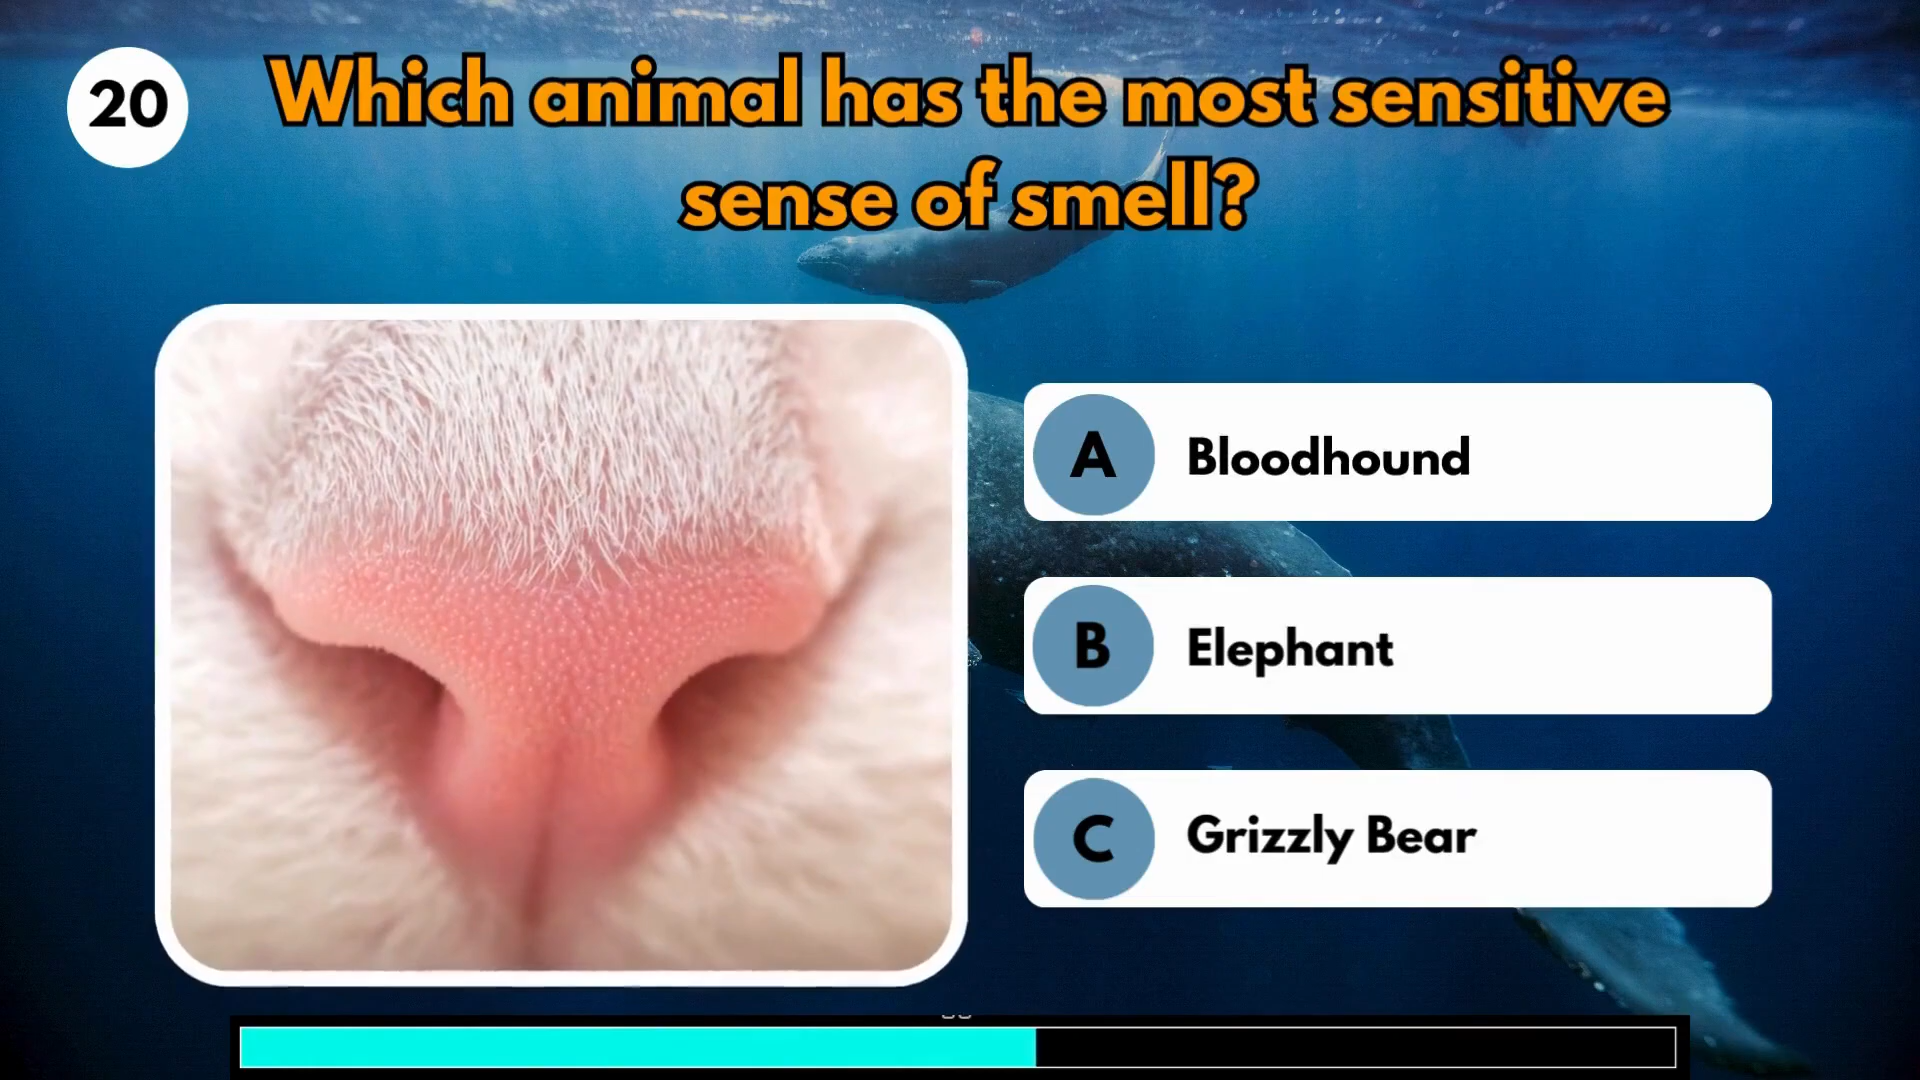 20
Which animal has the most sensitive
sense of smell?
A Bloodhound
B Elephant
C Grizzly Bear